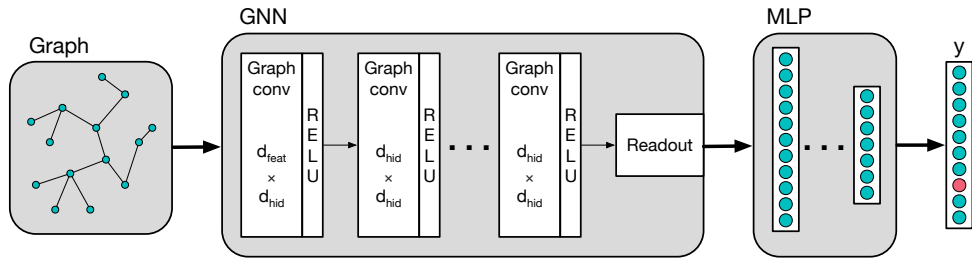 Graph
GNN
Graph
conv
d_feat
×
d_hid
RELU
Graph
conv
d_hid
×
d_hid
RELU
. . .
Graph
conv
d_hid
×
d_hid
RELU
Readout
MLP
. . .
y